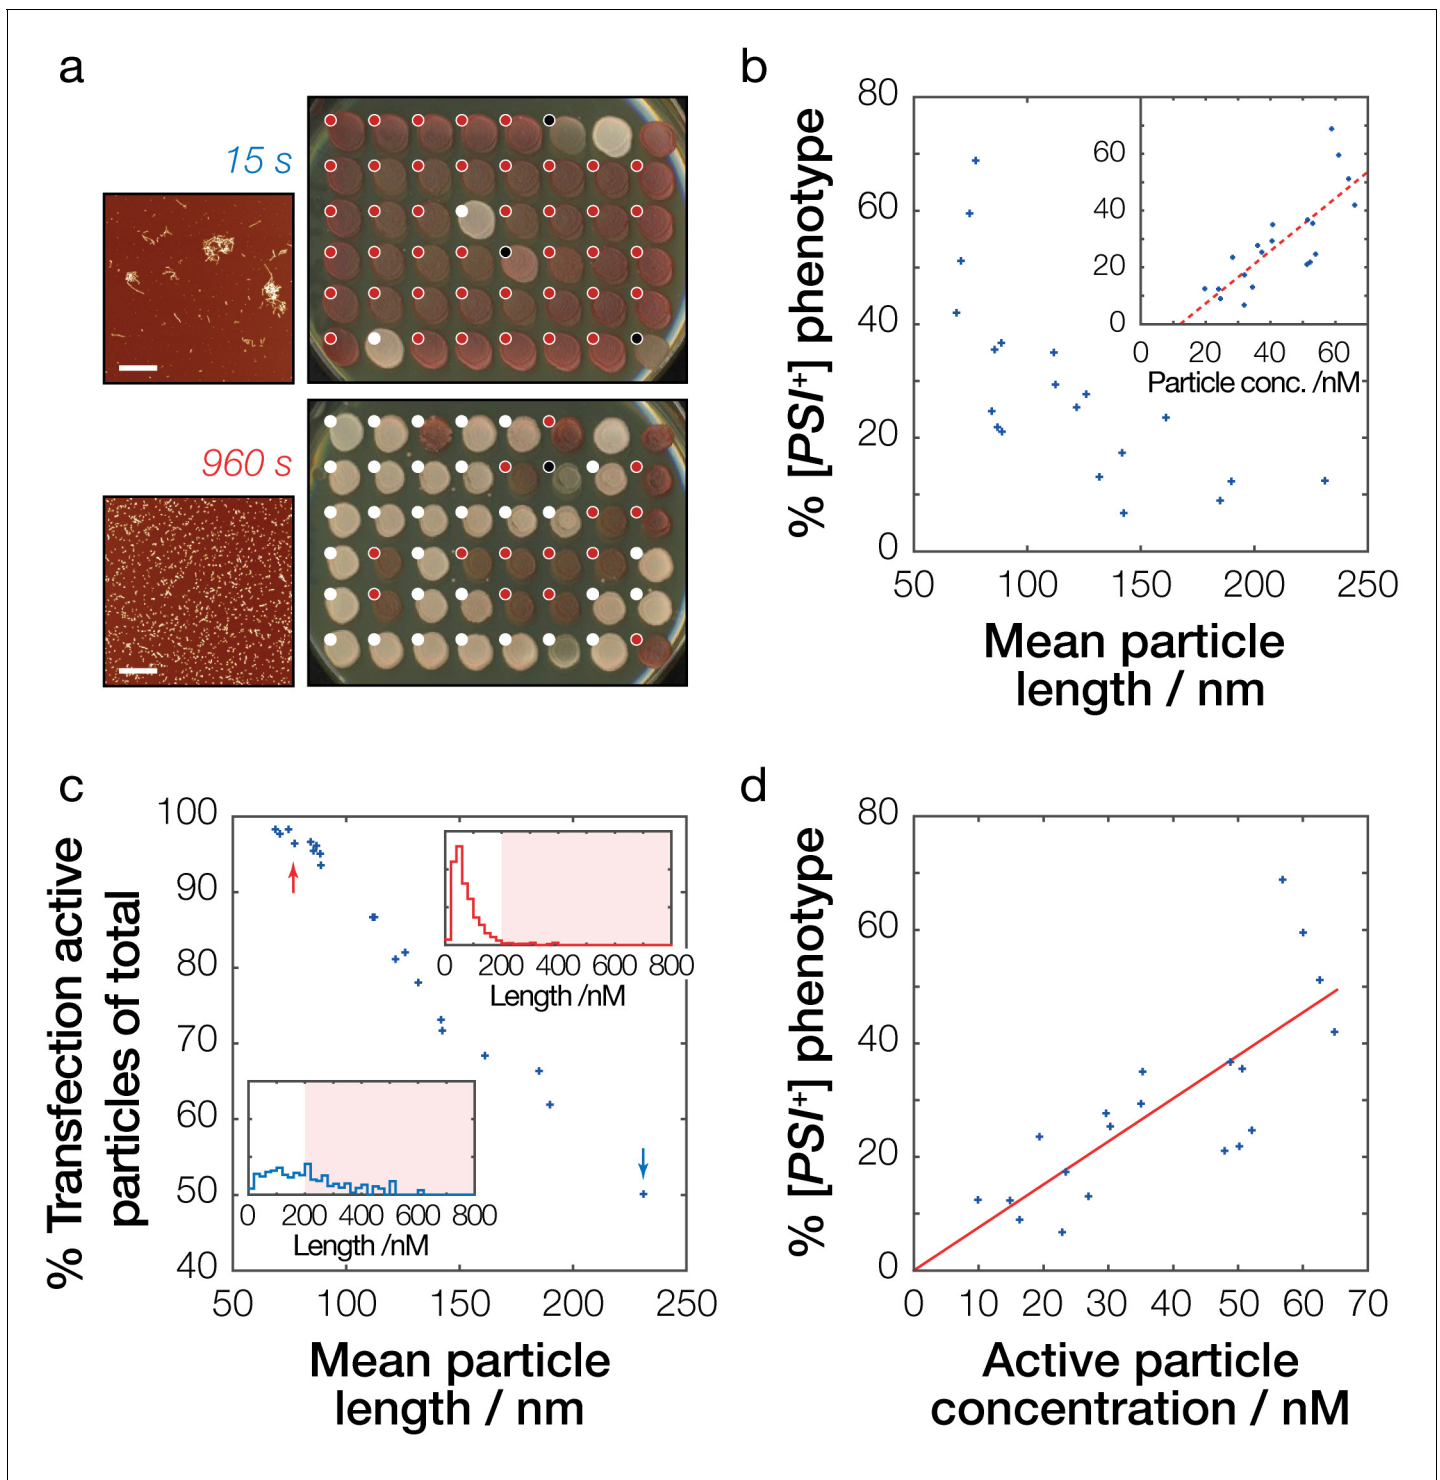 a
15 s
960 s
b
80
60
40
20
0
50 100 150 200 250
% [PSI+] phenotype
Mean particle
length / nm
60
40
20
0
0 20 40 60
Particle conc. /nM
c
100
90
80
70
60
50
40
50 100 150 200 250
% Transfection active
particles of total
Mean particle
length / nm
0 200 400 600 800
Length /nM
0 200 400 600 800
Length /nM
d
80
60
40
20
0
0 10 20 30 40 50 60 70
% [PSI+] phenotype
Active particle
concentration / nM